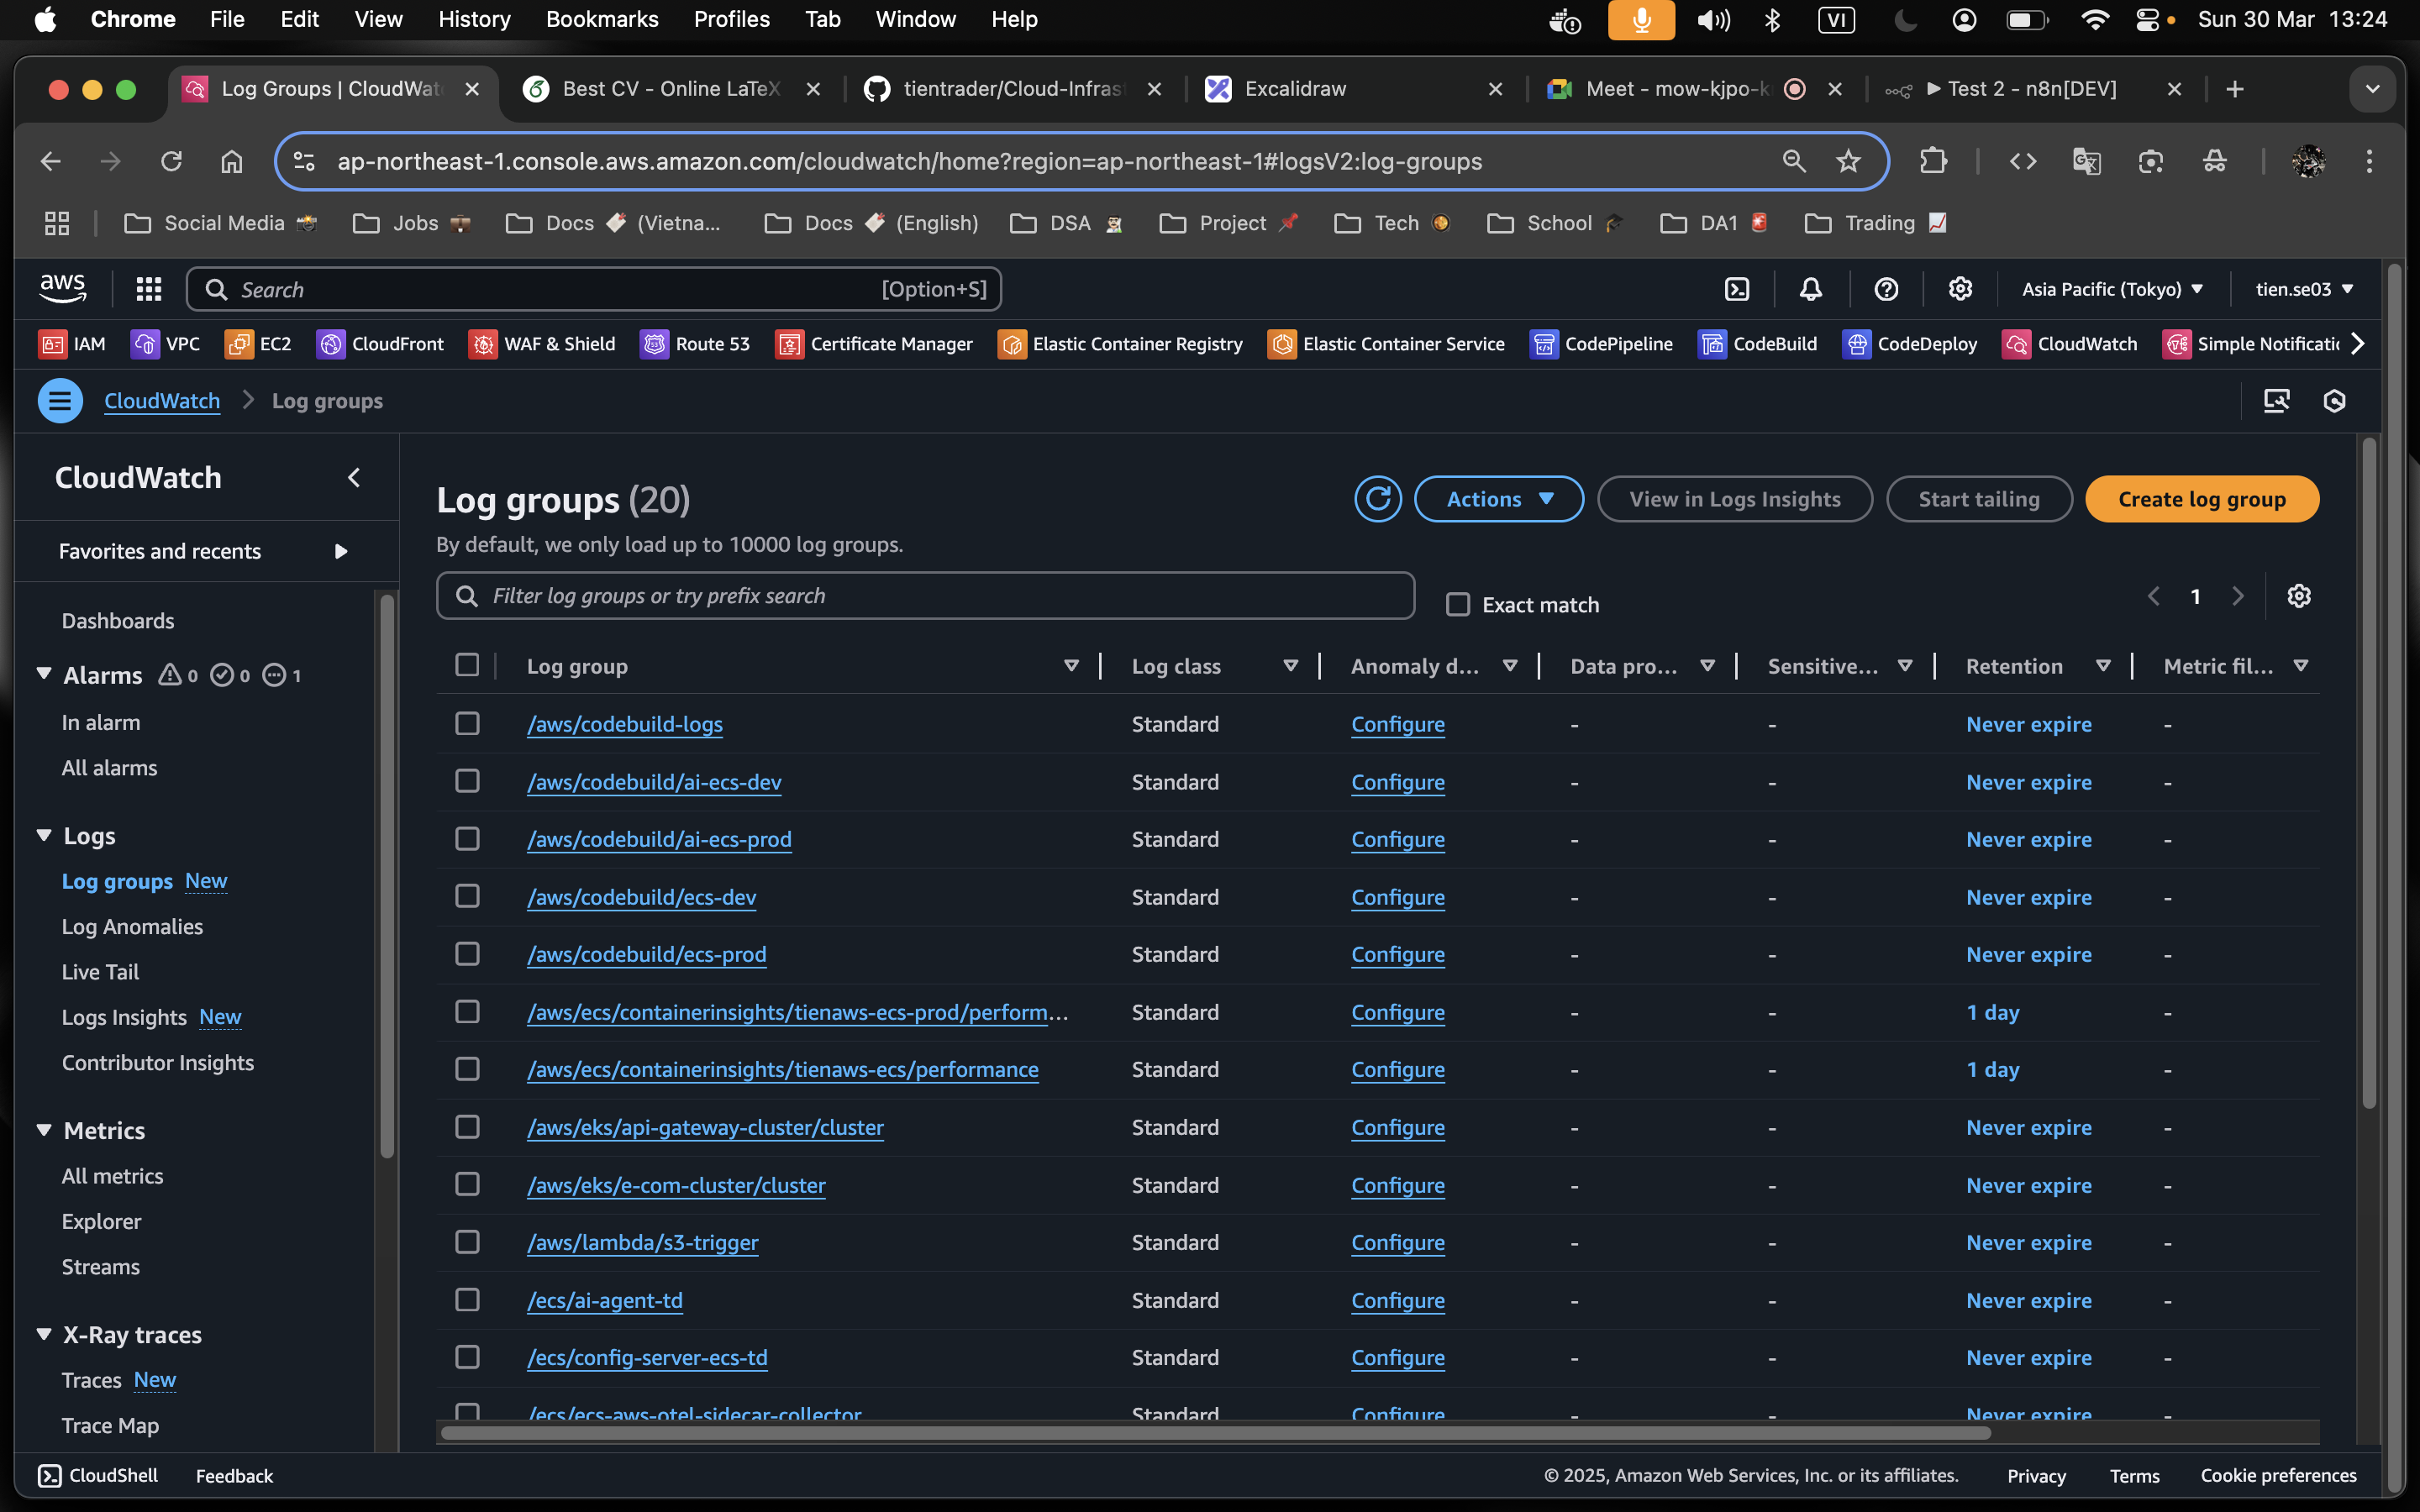 Chrome File Edit View History Bookmarks Profiles Tab Window Help VI Sun 30 Mar 13:24
Log Groups | CloudWat Best CV - Online LaTeX tientrader/Cloud-Infras Excalidraw Meet - mow-kjpo-k Test 2 - n8n[DEV]
ap-northeast-1.console.aws.amazon.com/cloudwatch/home?region=ap-northeast-1#logsV2:log-groups
Social Media Jobs Docs (Vietna... Docs (English) DSA Project Tech School DA1 Trading
aws Search [Option+S] Asia Pacific (Tokyo) tien.se03
IAM VPC EC2 CloudFront WAF & Shield Route 53 Certificate Manager Elastic Container Registry Elastic Container Service CodePipeline CodeBuild CodeDeploy CloudWatch Simple Notificatic
CloudWatch Log groups
CloudWatch
Favorites and recents
Dashboards
Alarms 0 0 1
In alarm
All alarms
Logs
Log groups New
Log Anomalies
Live Tail
Logs Insights New
Contributor Insights
Metrics
All metrics
Explorer
Streams
X-Ray traces
Traces New
Trace Map
Log groups (20)
Actions View in Logs Insights Start tailing Create log group
By default, we only load up to 10000 log groups.
Filter log groups or try prefix search Exact match 1
Log group Log class Anomaly d... Data pro... Sensitive... Retention Metric fil...
/aws/codebuild-logs Standard Configure - - Never expire -
/aws/codebuild/ai-ecs-dev Standard Configure - - Never expire -
/aws/codebuild/ai-ecs-prod Standard Configure - - Never expire -
/aws/codebuild/ecs-dev Standard Configure - - Never expire -
/aws/codebuild/ecs-prod Standard Configure - - Never expire -
/aws/ecs/containerinsights/tienaws-ecs-prod/perform... Standard Configure - - 1 day -
/aws/ecs/containerinsights/tienaws-ecs/performance Standard Configure - - 1 day -
/aws/eks/api-gateway-cluster/cluster Standard Configure - - Never expire -
/aws/eks/e-com-cluster/cluster Standard Configure - - Never expire -
/aws/lambda/s3-trigger Standard Configure - - Never expire -
/ecs/ai-agent-td Standard Configure - - Never expire -
/ecs/config-server-ecs-td Standard Configure - - Never expire -
/ecs/ecs-aws-otel-sidecar-collector Standard Configure - - Never expire -
CloudShell Feedback © 2025, Amazon Web Services, Inc. or its affiliates. Privacy Terms Cookie preferences